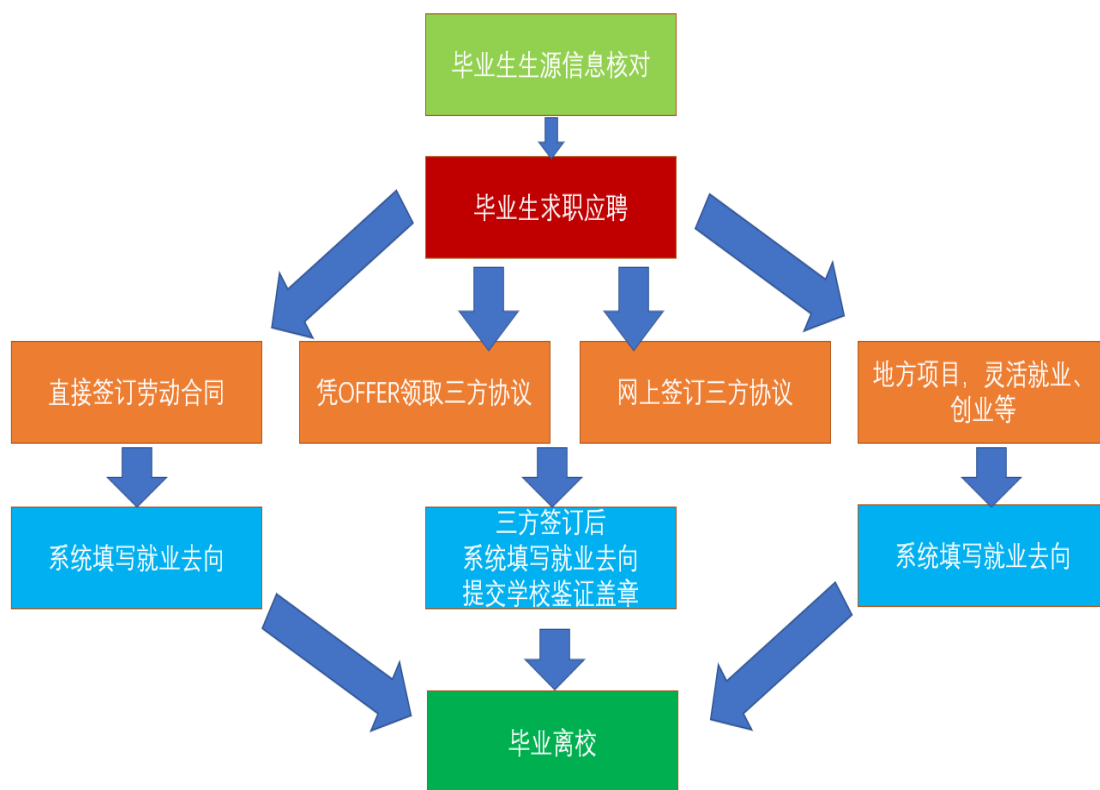 毕业生生源信息核对
毕业生求职应聘
直接签订劳动合同
凭OFFER领取三方协议
网上签订三方协议
地方项目，灵活就业、
创业等
系统填写就业去向
三方签订后
系统填写就业去向
提交学校鉴证盖章
系统填写就业去向
毕业离校